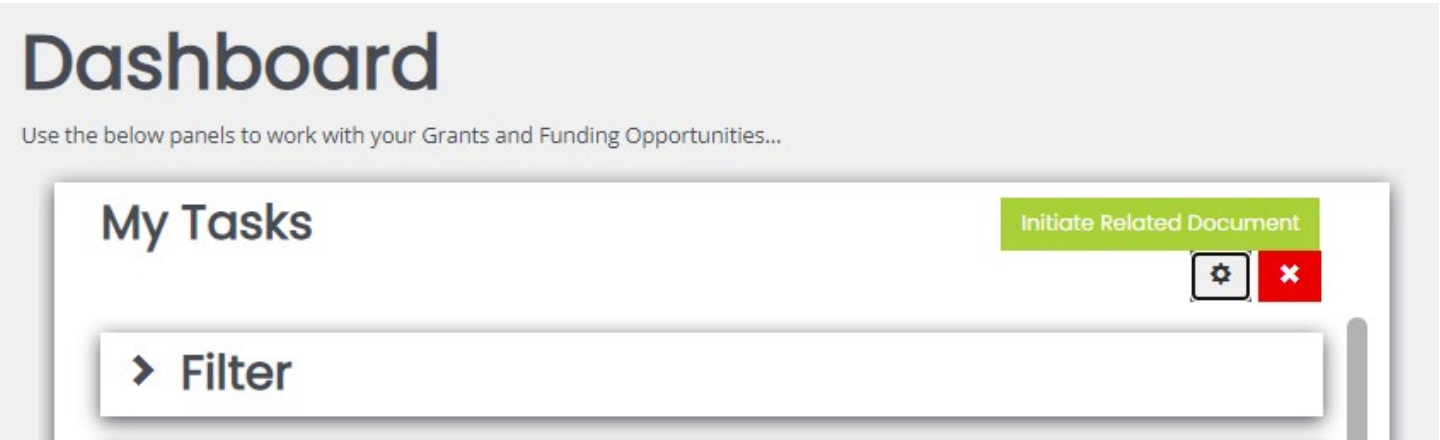 Dashboard
Use the below panels to work with your Grants and Funding Opportunities...
My Tasks
Initiate Related Document
Filter